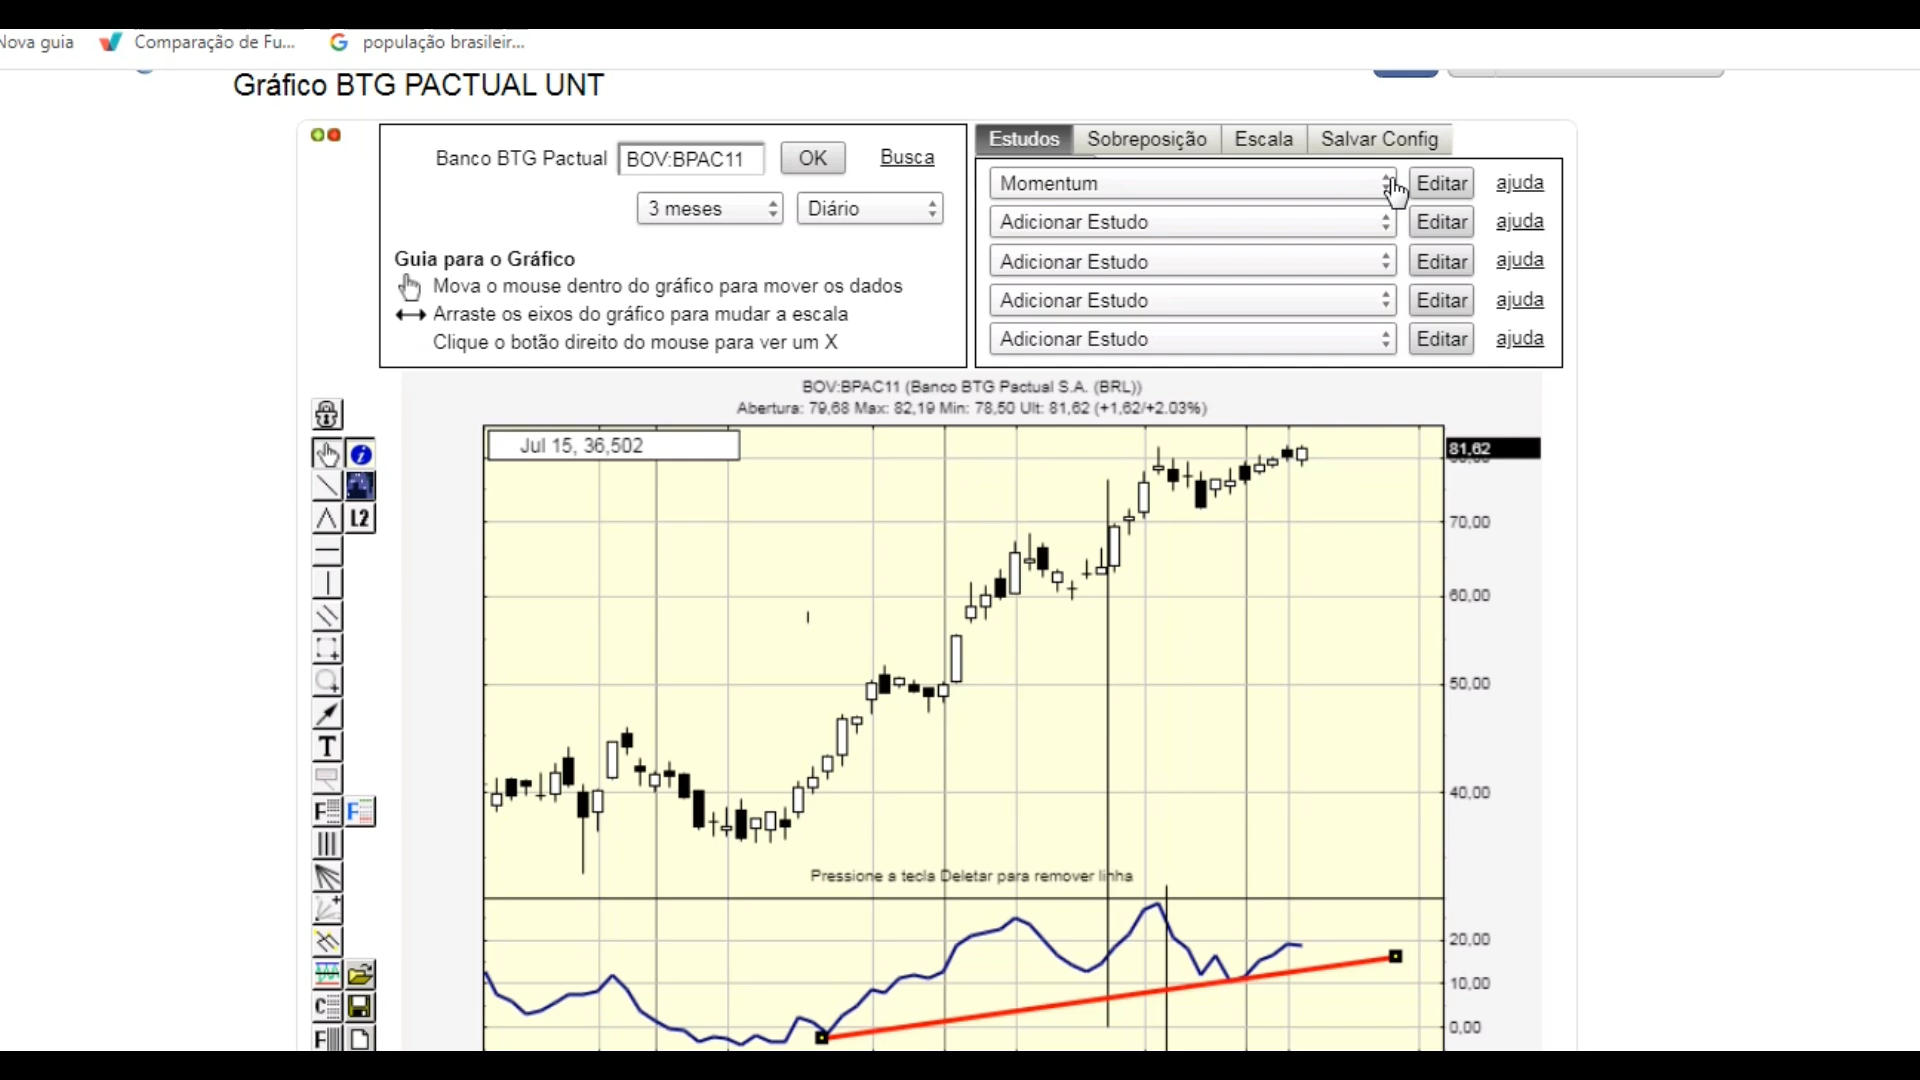 Nova guia Comparação de Fu... população brasileir...
Gráfico BTG PACTUAL UNT
Banco BTG Pactual BOV:BPAC11 OK Busca
3 meses Diário
Guia para o Gráfico
Mova o mouse dentro do gráfico para mover os dados
Arraste os eixos do gráfico para mudar a escala
Clique o botão direito do mouse para ver um X
Estudos Sobreposição Escala Salvar Config
Momentum Editar ajuda
Adicionar Estudo Editar ajuda
Adicionar Estudo Editar ajuda
Adicionar Estudo Editar ajuda
Adicionar Estudo Editar ajuda
BOV:BPAC11 (Banco BTG Pactual S.A. (BRL))
Abertura: 79,68 Max: 82,19 Min: 78,50 Ult: 81,62 (+1,62/+2.03%)
Jul 15, 36,502
81,62
70,00
60,00
50,00
40,00
Pressione a tecla Deletar para remover linha
20,00
10,00
0,00
L2
T
F F
C
F